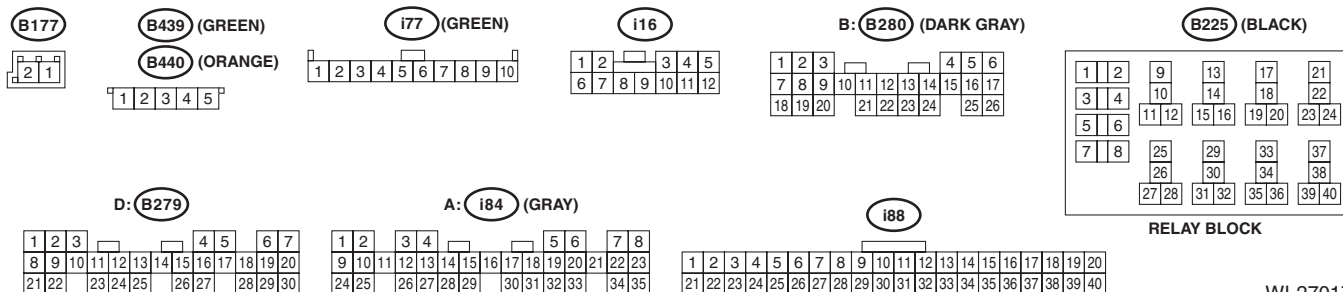 B177
B439 (GREEN)
B440 (ORANGE)
i77 (GREEN)
i16
B: B280 (DARK GRAY)
B225 (BLACK)
2 1
1 2 3 4 5
1 2 3 4 5 6 7 8 9 10
1 2 3 4 5
6 7 8 9 10 11 12
1 2 3 4 5 6
7 8 9 10 11 12 13 14 15 16 17
18 19 20 21 22 23 24 25 26
1 2 9 13 17 21
3 4 10 14 18 22
11 12 15 16 19 20 23 24
5 6
7 8 25 29 33 37
26 30 34 38
27 28 31 32 35 36 39 40
RELAY BLOCK
D: B279
A: i84 (GRAY)
i88
1 2 3 4 5 6 7
8 9 10 11 12 13 14 15 16 17 18 19 20
21 22 23 24 25 26 27 28 29 30
1 2 3 4 5 6 7 8
9 10 11 12 13 14 15 16 17 18 19 20 21 22 23
24 25 26 27 28 29 30 31 32 33 34 35
1 2 3 4 5 6 7 8 9 10 11 12 13 14 15 16 17 18 19 20
21 22 23 24 25 26 27 28 29 30 31 32 33 34 35 36 37 38 39 40